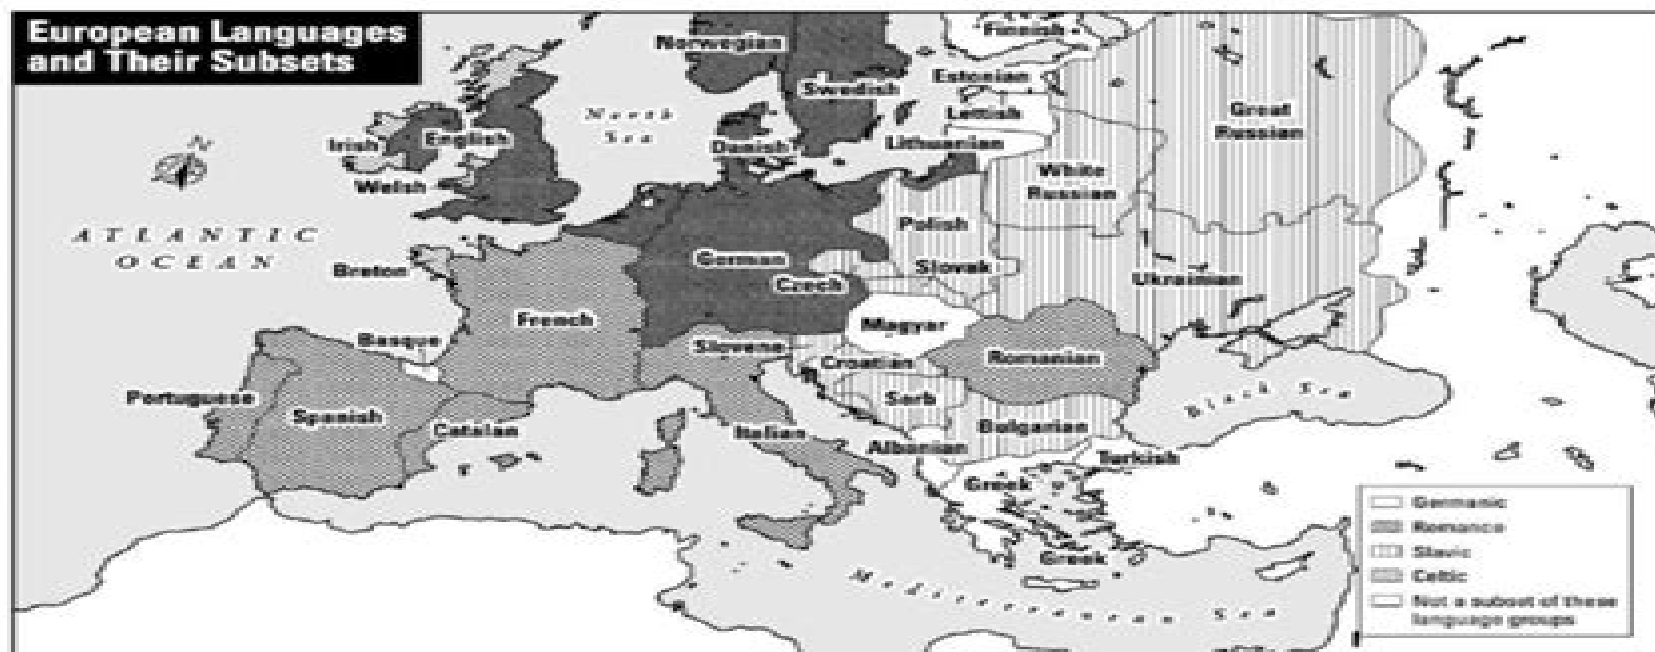 European Languages
and Their Subsets
Norwegian
Finnish
Swedish
Estonian
Great
Russian
North
Sea
Lettish
Irish
English
Danish
Lithuanian
Welsh
White
Russian
ATLANTIC
OCEAN
Polish
Breton
German
Slovak
Czech
Ukrainian
French
Magyar
Basque
Slovene
Croatian
Romanian
Portuguese
Spanish
Serb
Black Sea
Catalan
Italian
Bulgarian
Albanian
Turkish
Greek
Greek
Mediterranean Sea
Germanic
Romance
Slavic
Celtic
Not a subset of these
language groups